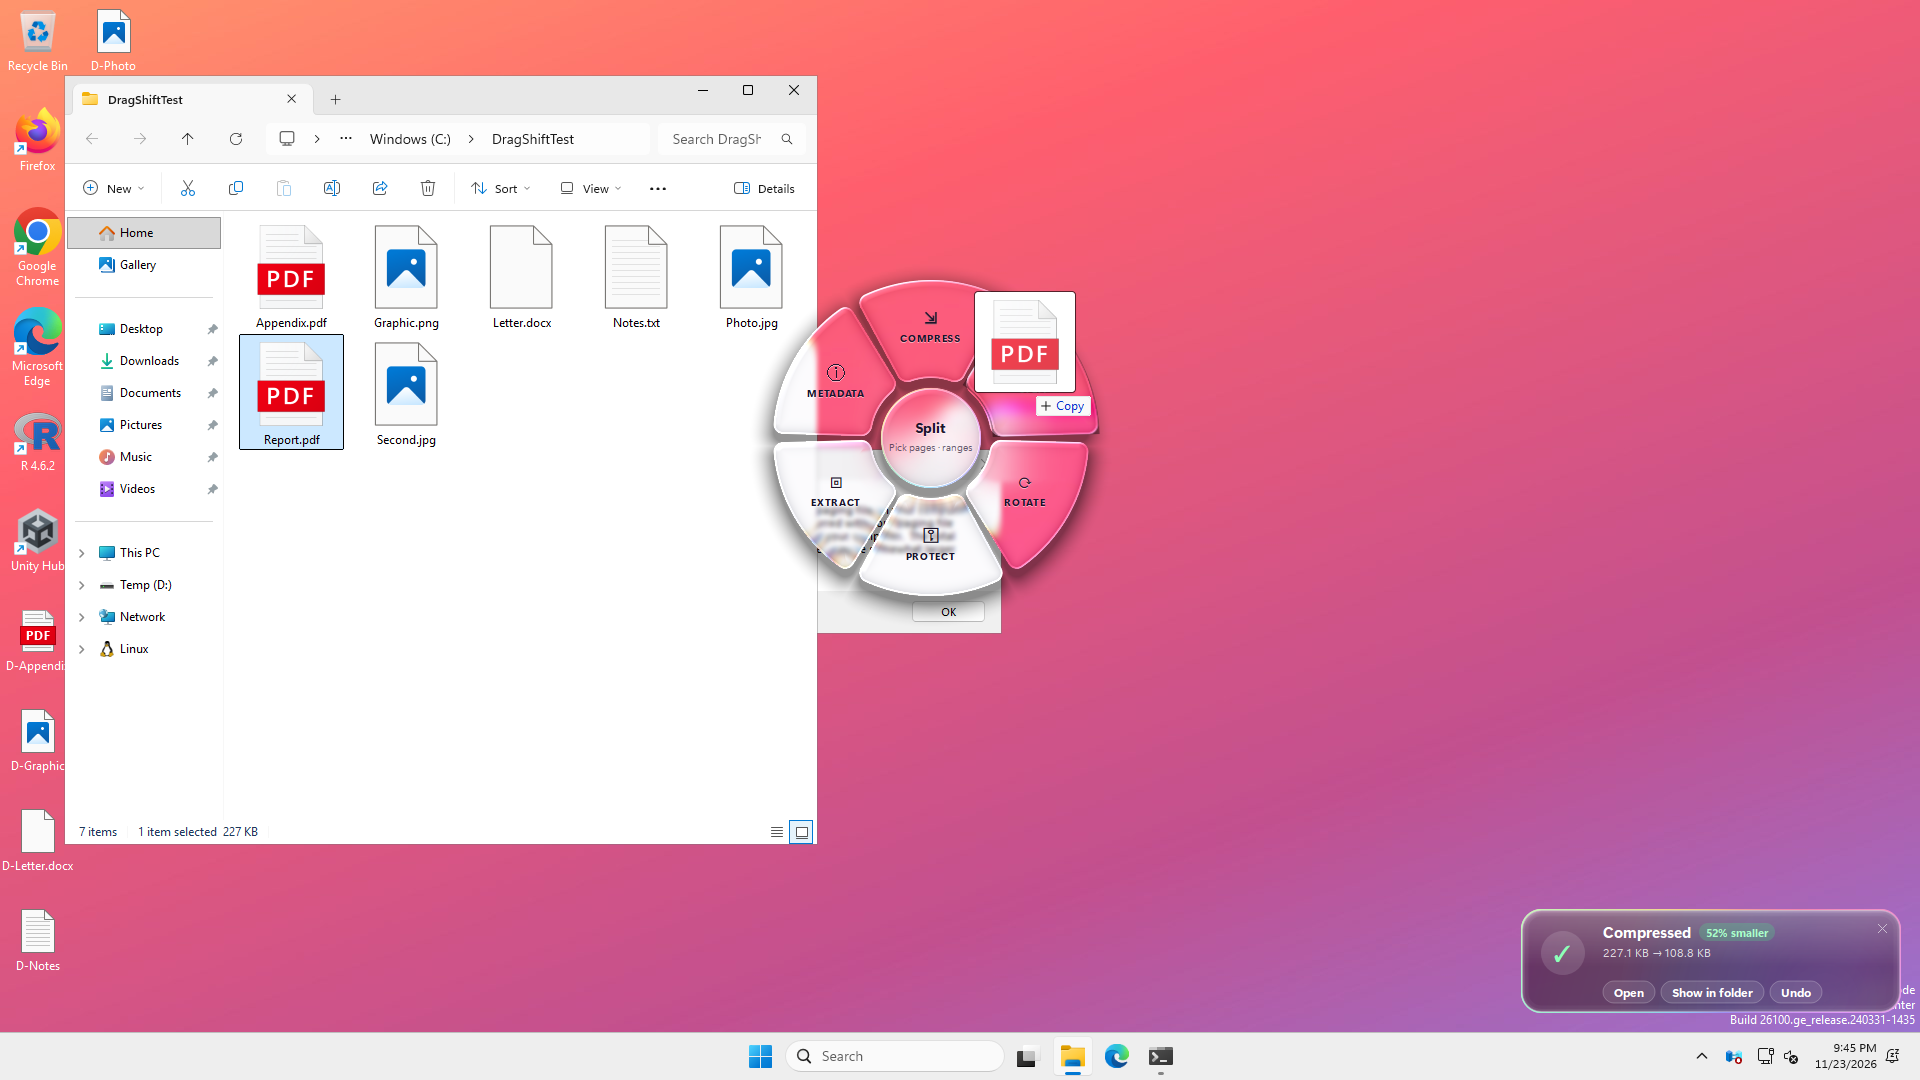 Recycle Bin
D-Photo
Firefox
Google
Chrome
Microsoft
Edge
R 4.6.2
Unity Hub
PDF
D-Appendi
D-Graphic
D-Letter.docx
D-Notes
DragShiftTest
Windows (C:)
DragShiftTest
Search DragSh
New
Sort
View
Details
Home
Gallery
Desktop
Downloads
Documents
Pictures
Music
Videos
This PC
Temp (D:)
Network
Linux
PDF
Appendix.pdf
Graphic.png
Letter.docx
Notes.txt
Photo.jpg
PDF
Report.pdf
Second.jpg
7 items
1 item selected 227 KB
COMPRESS
METADATA
PDF
+ Copy
Split
Pick pages · ranges
EXTRACT
ROTATE
PROTECT
OK
Compressed
52% smaller
227.1 KB → 108.8 KB
Open
Show in folder
Undo
Build 26100.ge_release.240331-1435
Search
9:45 PM
11/23/2026